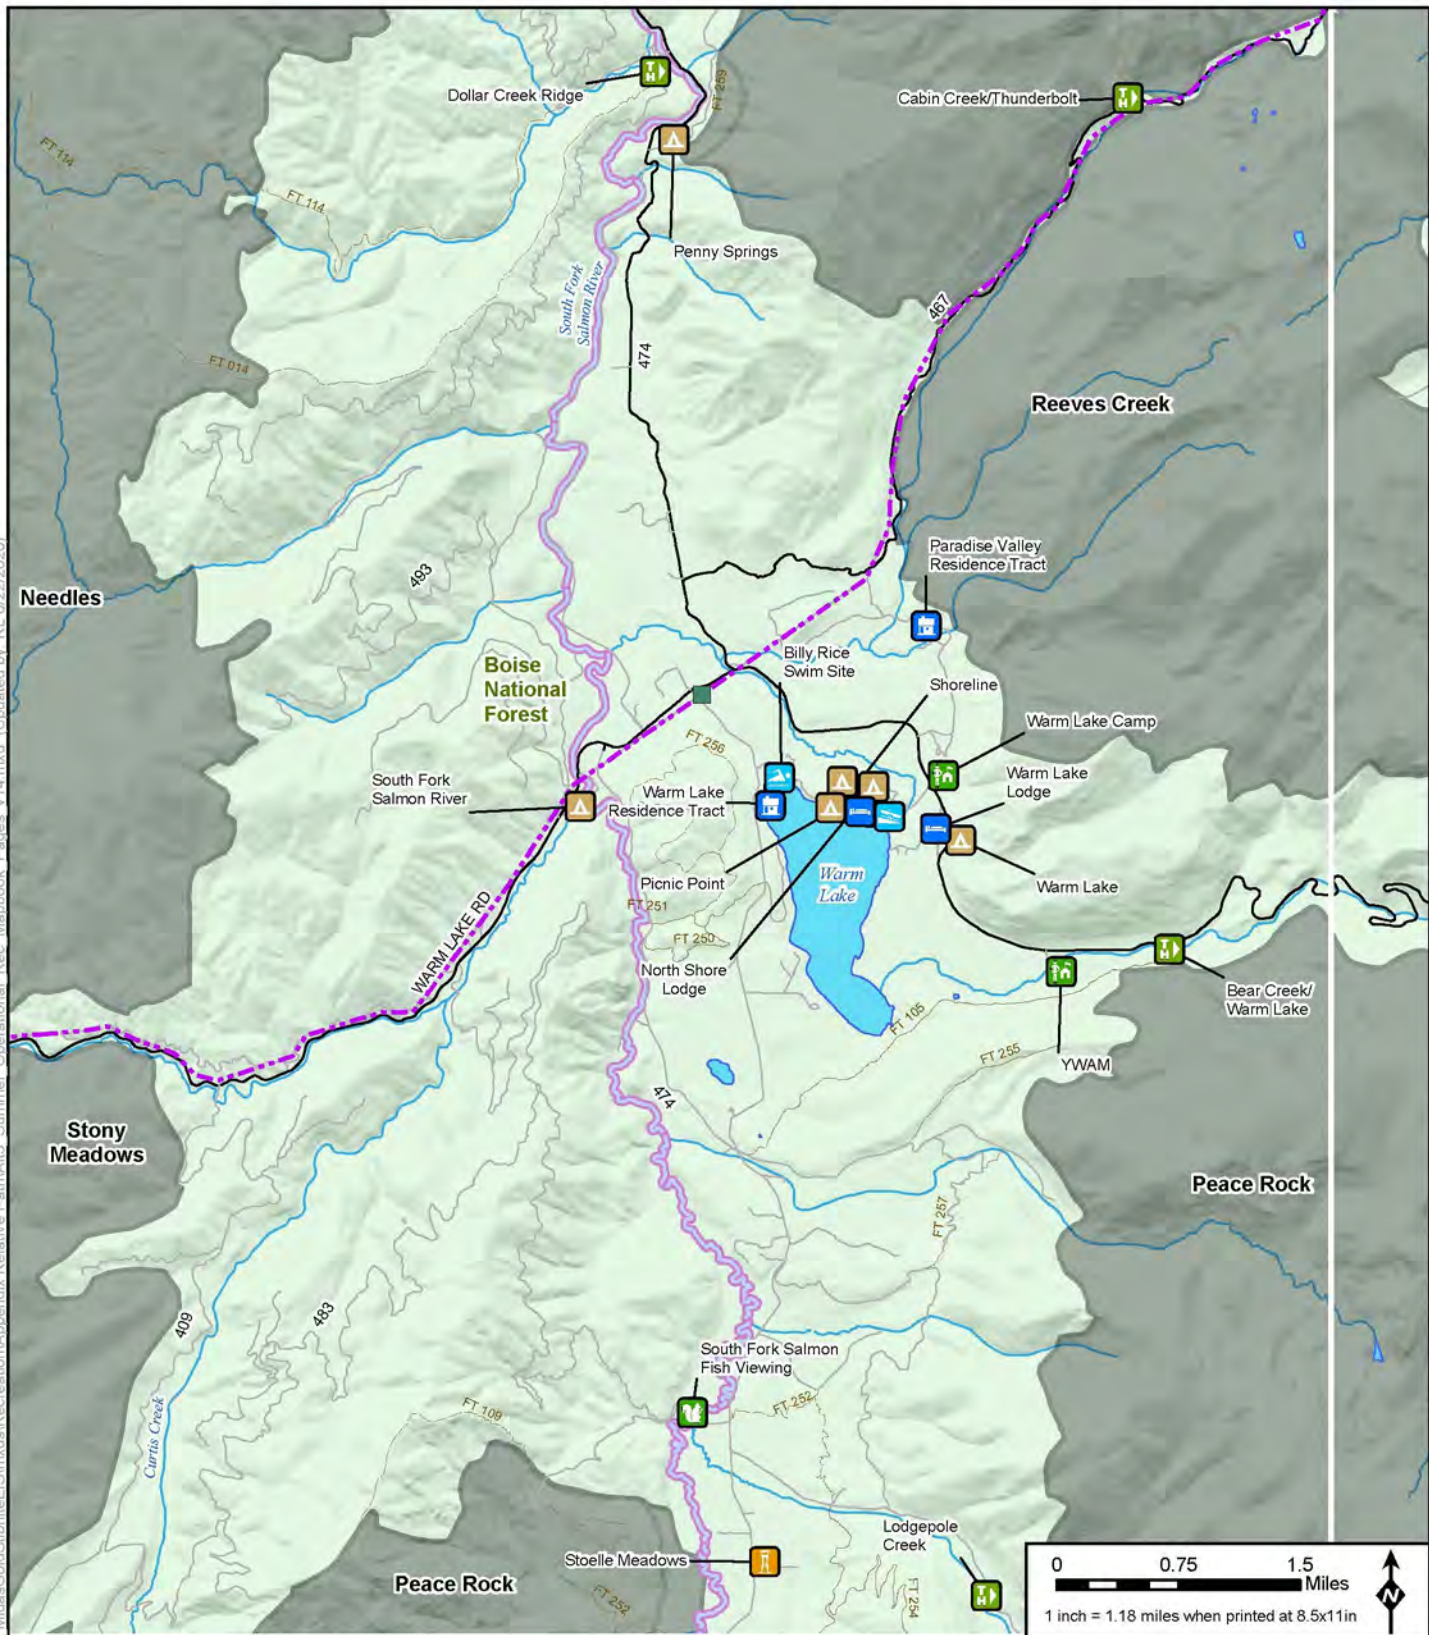 Dollar Creek Ridge
FT 259
Cabin Creek/Thunderbolt
FT 114
FT 114
Penny Springs
South Fork
Salmon River
474
467
FT 014
Reeves Creek
Paradise Valley
Residence Tract
493
Needles
Billy Rice
Swim Site
Boise
National
Forest
Shoreline
Warm Lake Camp
FT 256
South Fork
Salmon River
Warm Lake
Residence Tract
Warm Lake
Lodge
Picnic Point
Warm
Lake
Warm Lake
WARM LAKE RD
FT 251
FT 250
North Shore
Lodge
Bear Creek/
Warm Lake
FT 105
FT 255
YWAM
474
Stony
Meadows
Peace Rock
FT 257
409
483
South Fork Salmon
Fish Viewing
FT 109
FT 252
Curtis Creek
Lodgepole
Creek
Stoelle Meadows
Peace Rock
FT 252
FT 254
0 0.75 1.5
Miles
1 inch = 1.18 miles when printed at 8.5x11in
N